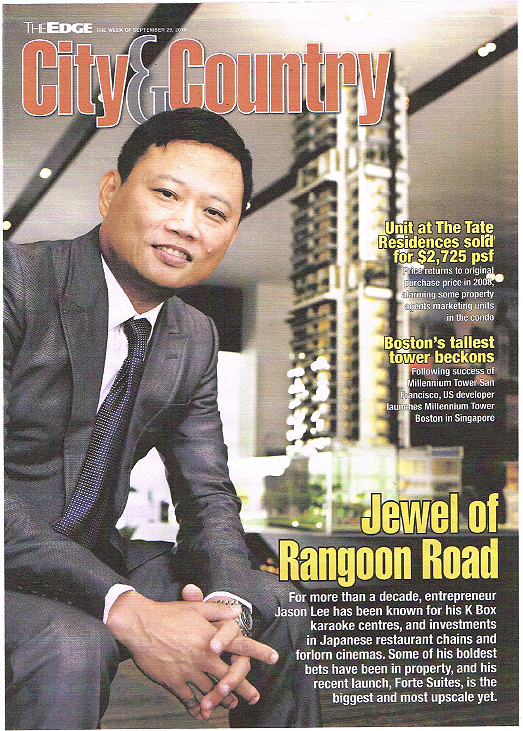 THEEDGE THE WEEK OF SEPTEMBER 29, 2014
City&Country
Unit at The Tate
Residences sold
for $2,725 psf
Price returns to original
purchase price in 2008,
alarming some property
agents marketing units
in the condo
Boston's tallest
tower beckons
Following success of
Millennium Tower San
Francisco, US developer
launches Millennium Tower
Boston in Singapore
Jewel of
Rangoon Road
For more than a decade, entrepreneur
Jason Lee has been known for his K Box
karaoke centres, and investments
in Japanese restaurant chains and
forlorn cinemas. Some of his boldest
bets have been in property, and his
recent launch, Forte Suites, is the
biggest and most upscale yet.